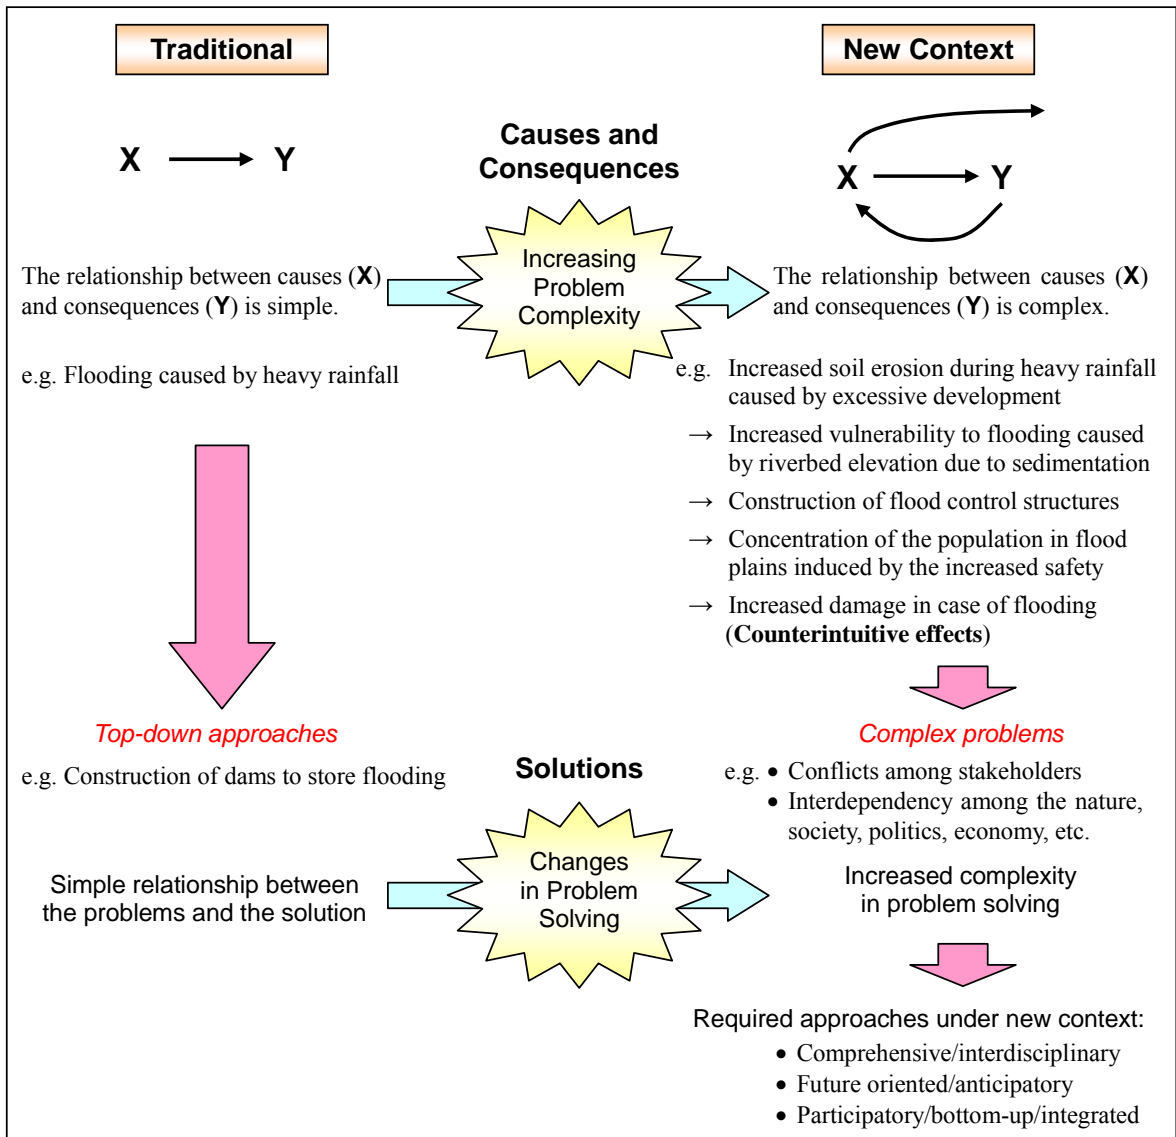 Traditional
New Context
Causes and
Consequences
X → Y
X → Y
Increasing
Problem
Complexity
The relationship between causes (X)
and consequences (Y) is simple.
The relationship between causes (X)
and consequences (Y) is complex.
e.g. Flooding caused by heavy rainfall
e.g. Increased soil erosion during heavy rainfall
caused by excessive development
→ Increased vulnerability to flooding caused
by riverbed elevation due to sedimentation
→ Construction of flood control structures
→ Concentration of the population in flood
plains induced by the increased safety
→ Increased damage in case of flooding
(Counterintuitive effects)
Top-down approaches
e.g. Construction of dams to store flooding
Complex problems
e.g. • Conflicts among stakeholders
• Interdependency among the nature,
society, politics, economy, etc.
Solutions
Changes
in Problem
Solving
Simple relationship between
the problems and the solution
Increased complexity
in problem solving
Required approaches under new context:
• Comprehensive/interdisciplinary
• Future oriented/anticipatory
• Participatory/bottom-up/integrated